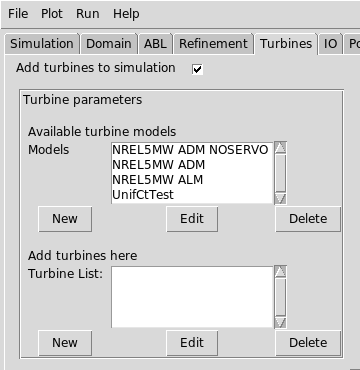 File Plot Run Help
Simulation Domain ABL Refinement Turbines IO
Add turbines to simulation
Turbine parameters
Available turbine models
Models
NREL5MW ADM NOSERVO
NREL5MW ADM
NREL5MW ALM
UnifCtTest
New Edit Delete
Add turbines here
Turbine List:
New Edit Delete